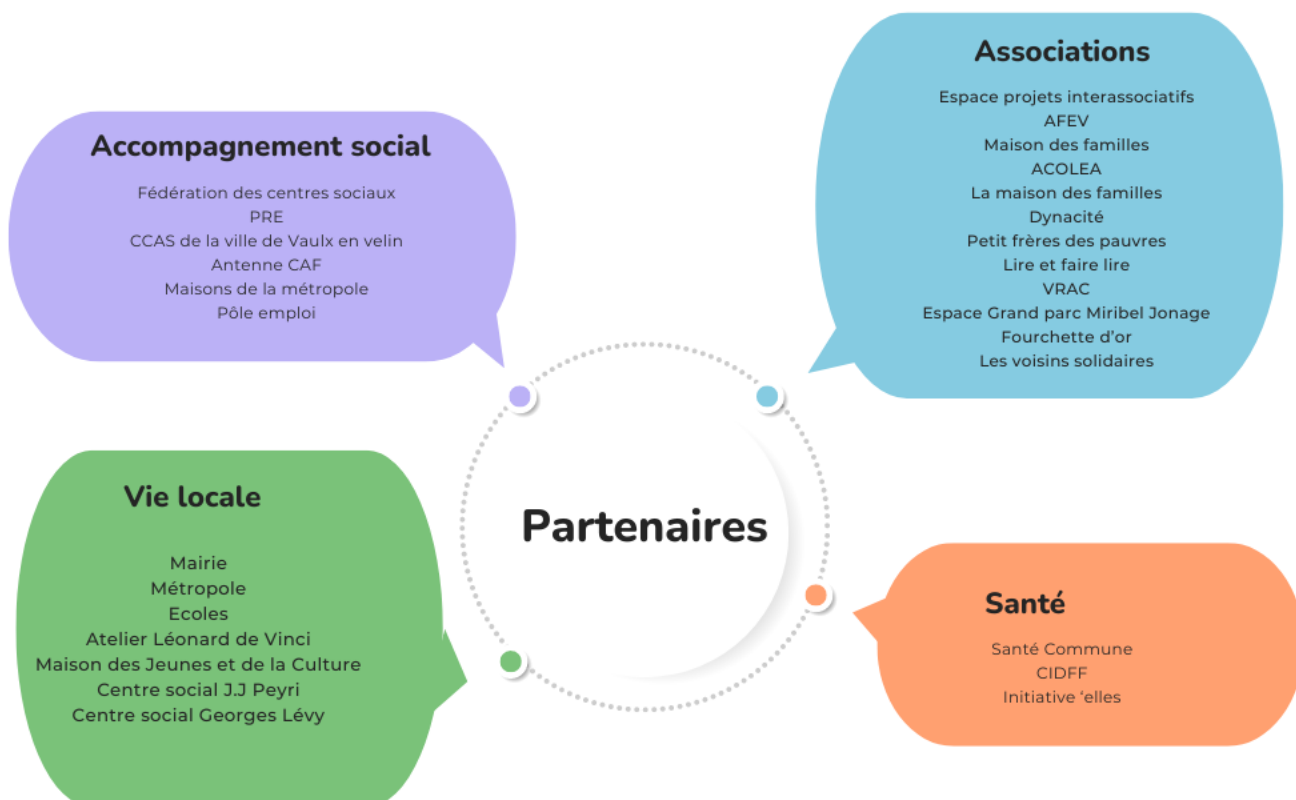 Accompagnement social
Fédération des centres sociaux
PRE
CCAS de la ville de Vaulx en velin
Antenne CAF
Maisons de la métropole
Pôle emploi
Associations
Espace projets interassociatifs
AFEV
Maison des familles
ACOLEA
La maison des familles
Dynacité
Petit frères des pauvres
Lire et faire lire
VRAC
Espace Grand parc Miribel Jonage
Fourchette d'or
Les voisins solidaires
Partenaires
Vie locale
Mairie
Métropole
Ecoles
Atelier Léonard de Vinci
Maison des Jeunes et de la Culture
Centre social J.J Peyri
Centre social Georges Lévy
Santé
Santé Commune
CIDFF
Initiative ‘elles